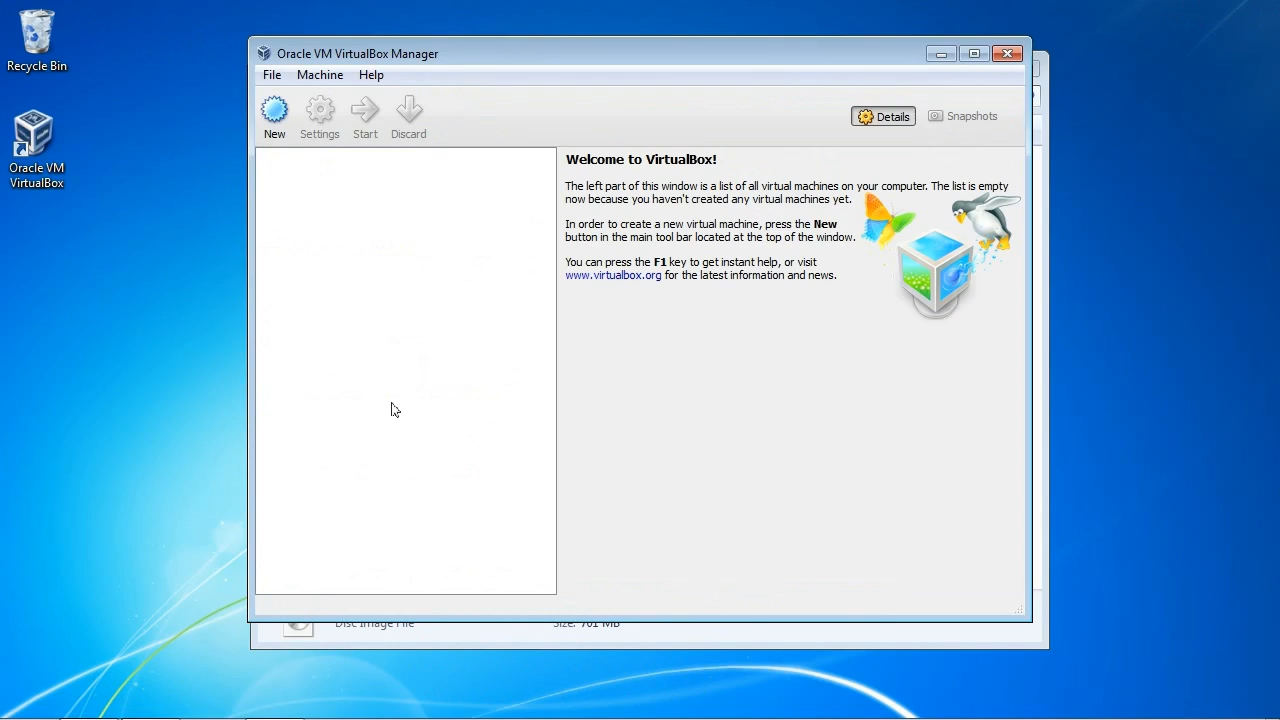 Recycle Bin
Oracle VM
VirtualBox
Oracle VM VirtualBox Manager
File Machine Help
New Settings Start Discard
Details Snapshots
Welcome to VirtualBox!
The left part of this window is a list of all virtual machines on your computer. The list is empty
now because you haven't created any virtual machines yet.
In order to create a new virtual machine, press the New
button in the main tool bar located at the top of the window.
You can press the F1 key to get instant help, or visit
www.virtualbox.org for the latest information and news.
Disc Image File Size: 701 MB